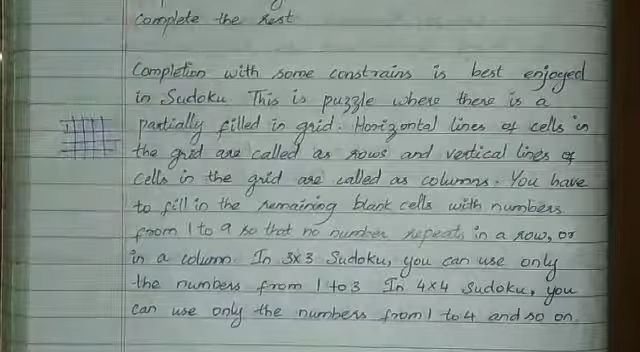 complete the rest
Completion with some constrains is best enjoyed
in Sudoku. This is puzzle where there is a
partially filled in grid. Horizontal lines of cells in
the grid are called as rows and vertical lines of
cells in the grid are called as columns. You have
to fill in the remaining blank cells with numbers
from 1 to 9 so that no number repeats in a row, or
in a column. In 3x3 Sudoku, you can use only
the numbers from 1 to 3 In 4x4 Sudoku, you
can use only the numbers from 1 to 4 and so on.